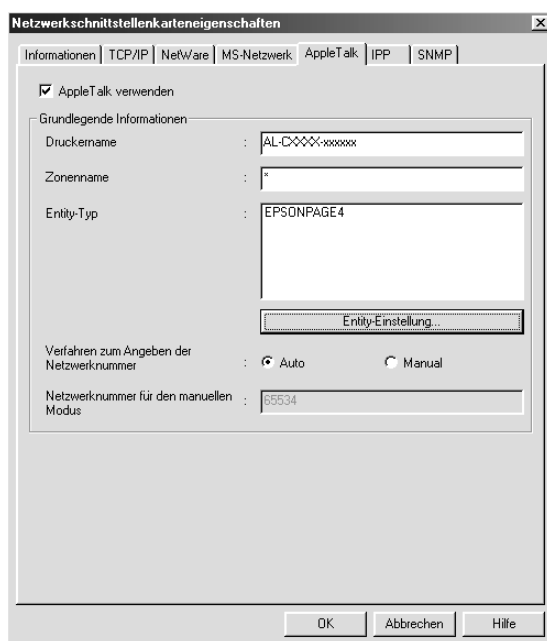 Netzwerkschnittstellenkarteneigenschaften
Informationen TCP/IP NetWare MS-Netzwerk AppleTalk IPP SNMP
AppleTalk verwenden
Grundlegende Informationen
Druckername : AL-CXXXX-xxxxxx
Zonenname : *
Entity-Typ : EPSONPAGE4
Entity-Einstellung...
Verfahren zum Angeben der
Netzwerknummer : Auto Manual
Netzwerknummer für den manuellen
Modus : 65534
OK Abbrechen Hilfe